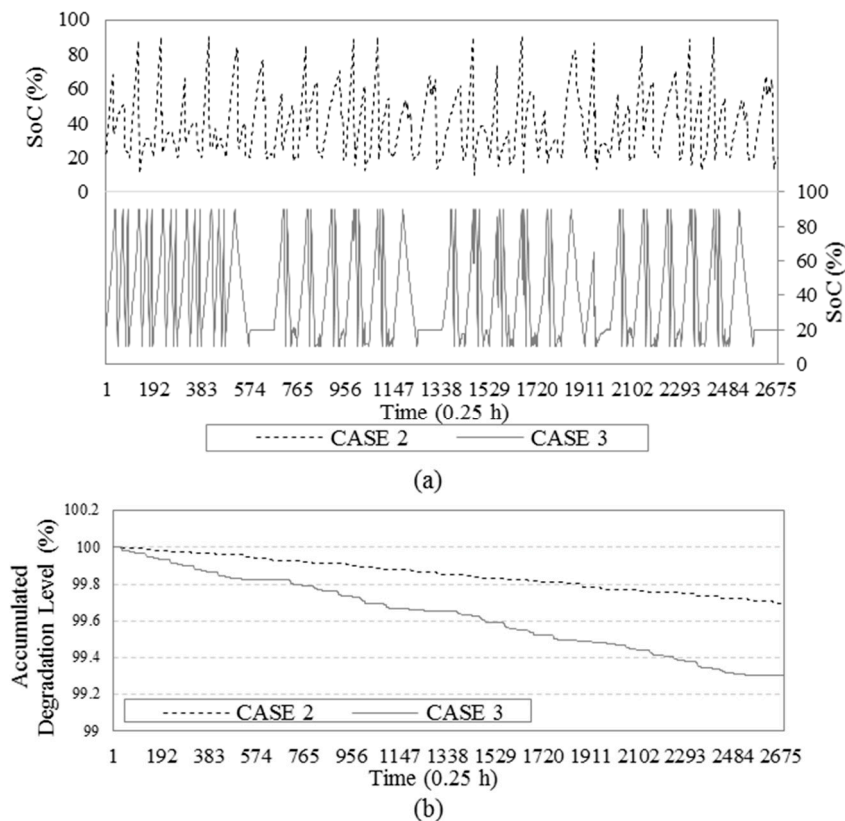 100
80
60
40
20
0
SoC (%)
100
80
60
40
20
0
SoC (%)
1 192 383 574 765 956 1147 1338 1529 1720 1911 2102 2293 2484 2675
Time (0.25 h)
CASE 2 CASE 3
(a)
100.2
100
99.8
99.6
99.4
99.2
99
Accumulated
Degradation Level (%)
CASE 2 CASE 3
1 192 383 574 765 956 1147 1338 1529 1720 1911 2102 2293 2484 2675
Time (0.25 h)
(b)